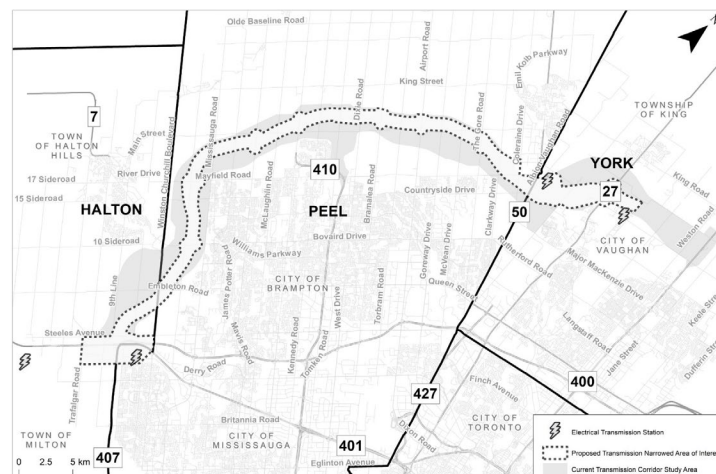 Olde Baseline Road
Airport Road
Emil Kolb Parkway
King Street
TOWNSHIP
OF KING
7
TOWN
OF HALTON
HILLS
Main Street
Winston Churchill Boulevard
Mississauga Road
Dixie Road
The Gore Road
Coleraine Drive
Albion Vaughan Road
YORK
27
King Road
River Drive
17 Sideroad
15 Sideroad
Mayfield Road
McLaughlin Road
410
Bramalea Road
Countryside Drive
Clarkway Drive
50
Weston Road
HALTON
PEEL
CITY OF
VAUGHAN
10 Sideroad
Bovaird Drive
Williams Parkway
Goreway Drive
McVean Drive
Rutherford Road
Major MacKenzie Drive
9th Line
Embleton Road
James Potter Road
CITY OF
BRAMPTON
Queen Street
Keele Street
Steeles Avenue
Mavis Road
West Drive
Torbram Road
Langstaff Road
Jane Street
Dufferin Street
Trafalgar Road
Derry Road
Kennedy Road
Tomken Road
427
400
Finch Avenue
Britannia Road
Dixon Road
CITY OF
TORONTO
TOWN OF
MILTON
407
CITY OF
MISSISSAUGA
401
Eglinton Avenue
0 2.5 5 km
Electrical Transmission Station
Proposed Transmission Narrowed Area of Interest
Current Transmission Corridor Study Area